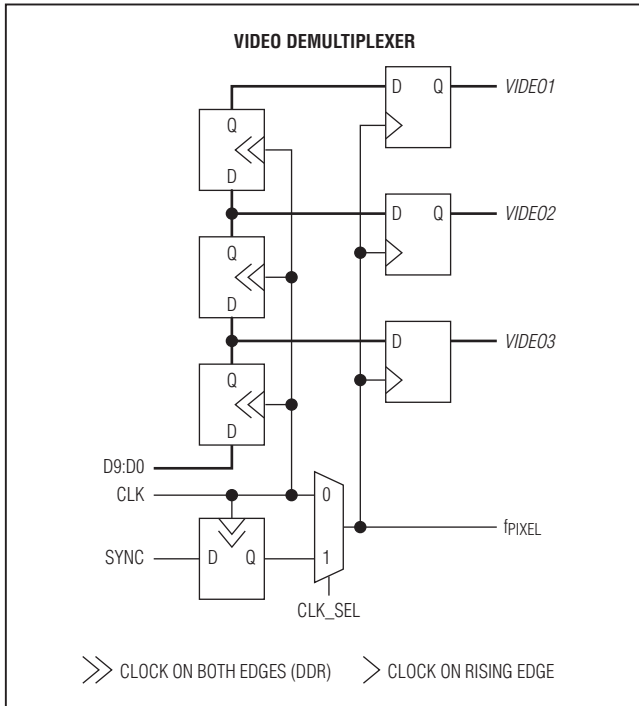 VIDEO DEMULTIPLEXER
D Q VIDEO1
Q
D
D Q VIDEO2
Q
D
D VIDEO3
Q
D
D9:D0
CLK
0
SYNC
D Q
1
fPIXEL
CLK_SEL
CLOCK ON BOTH EDGES (DDR)
CLOCK ON RISING EDGE